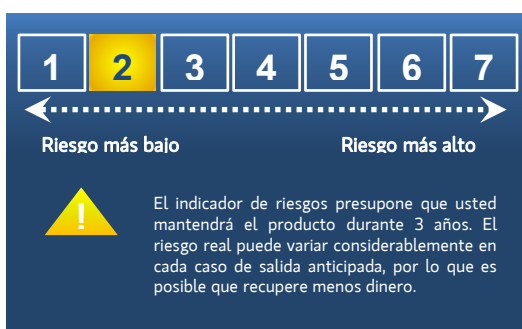 1 2 3 4 5 6 7
Riesgo más bajo Riesgo más alto
!
El indicador de riesgos presupone que usted
mantendrá el producto durante 3 años. El
riesgo real puede variar considerablemente en
cada caso de salida anticipada, por lo que es
posible que recupere menos dinero.